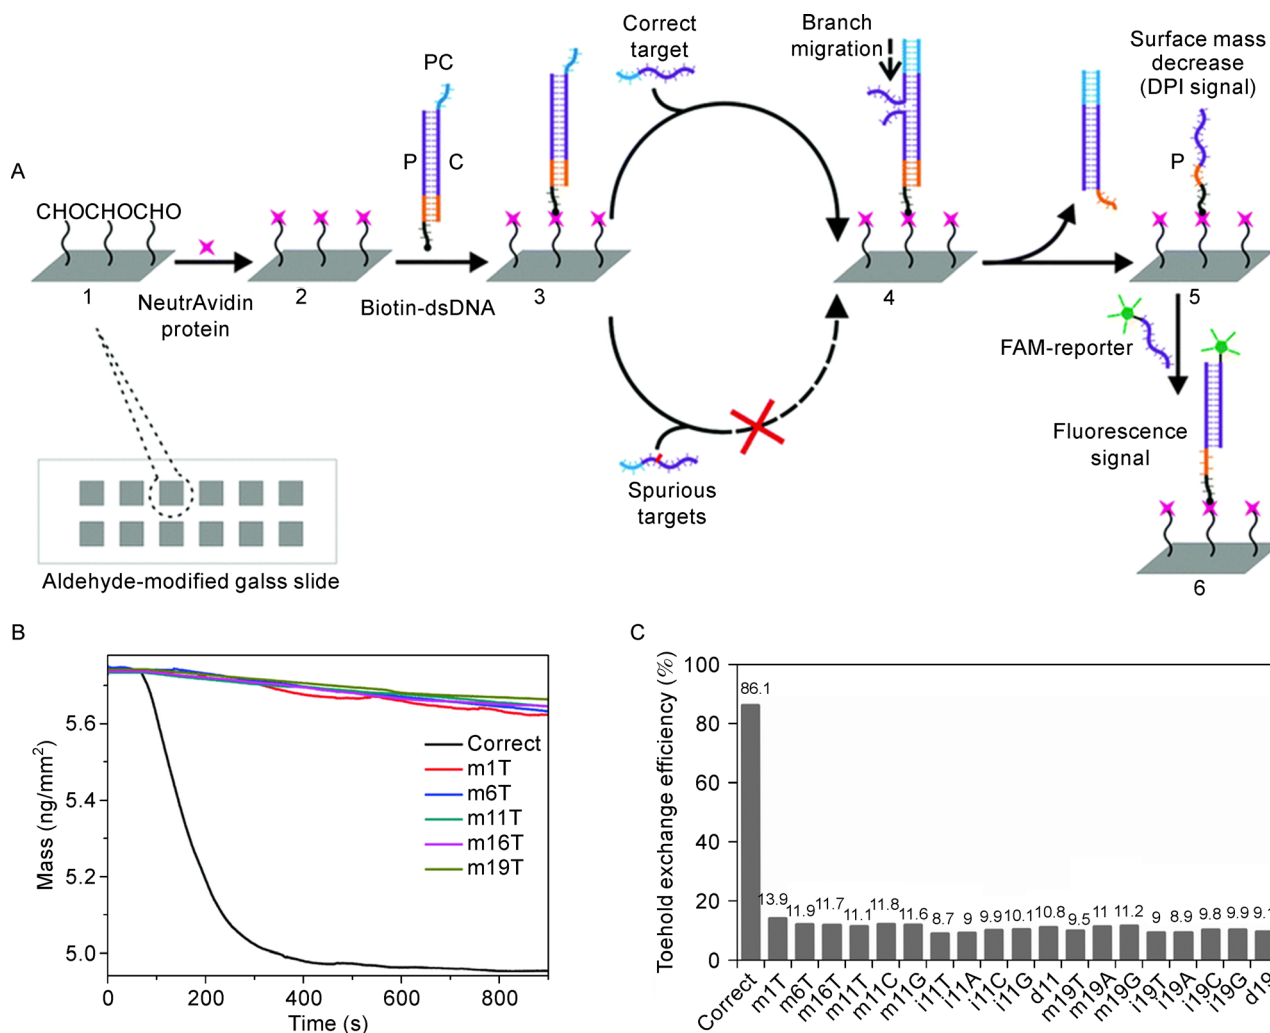 A
CHOCHOCHO
1
NeutrAvidin
protein
2
PC
P
C
Biotin-dsDNA
3
Correct
target
Spurious
targets
Branch
migration
4
Surface mass
decrease
(DPI signal)
P
5
FAM-reporter
Fluorescence
signal
6
Aldehyde-modified galss slide
B
Mass (ng/mm²)
5.6
5.4
5.2
5.0
0
200
400
600
800
Time (s)
Correct
m1T
m6T
m11T
m16T
m19T
C
Toehold exchange efficiency (%)
100
80
60
40
20
0
86.1
13.9
11.9
11.7
11.1
11.8
11.6
8.7
9
9.9
10.1
10.8
9.5
11
11.2
9
8.9
9.8
9.9
9.1
Correct
m1T
m6T
m16T
m11T
m11C
m11G
i11T
i11A
i11C
i11G
d11
m19T
m19A
m19G
i19T
i19A
i19C
i19G
d19